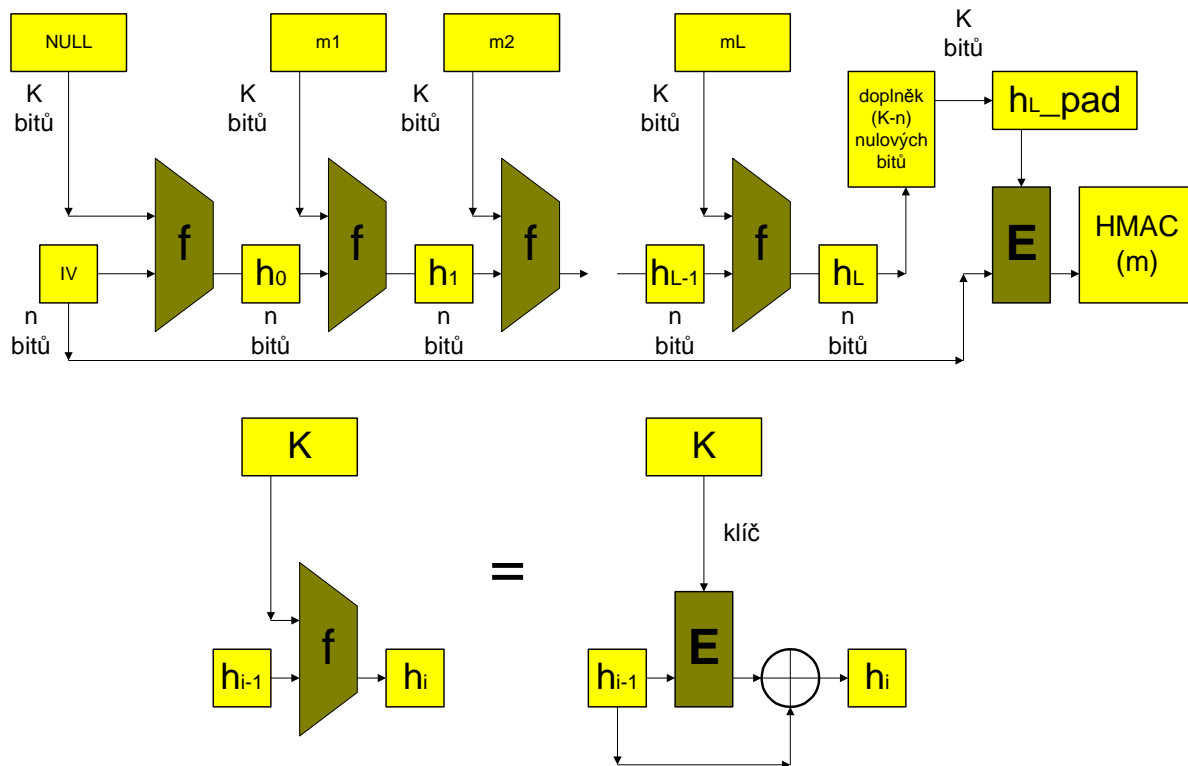 NULL
m1
m2
mL
K
bitů
K
bitů
K
bitů
K
bitů
K
bitů
doplněk
(K-n)
nulových
bitů
hL_pad
f
f
f
f
E
HMAC
(m)
IV
h0
h1
hL-1
hL
n
bitů
n
bitů
n
bitů
n
bitů
n
bitů
K
K
klíč
=
f
E
hi-1
hi
hi-1
hi